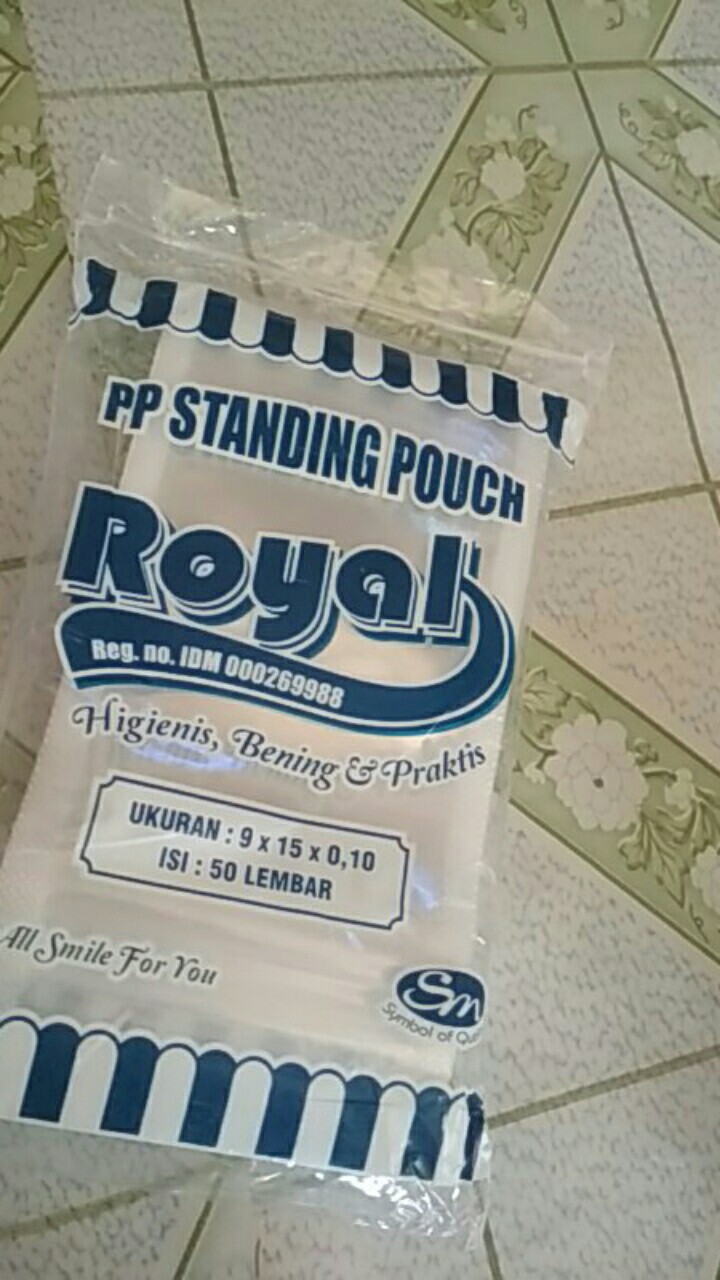 PP STANDING POUCH
Royal
Reg. no. IDM 000269988
Higienis, Bening & Praktis
UKURAN : 9 x 15 x 0,10
ISI : 50 LEMBAR
All Smile For You
Sm
Symbol of